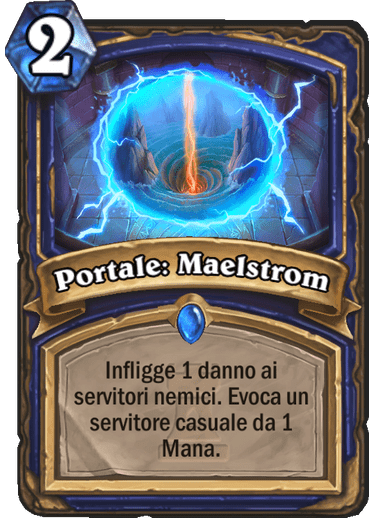 2
Portale: Maelstrom
Infligge 1 danno ai
servitori nemici. Evoca un
servitore casuale da 1
Mana.